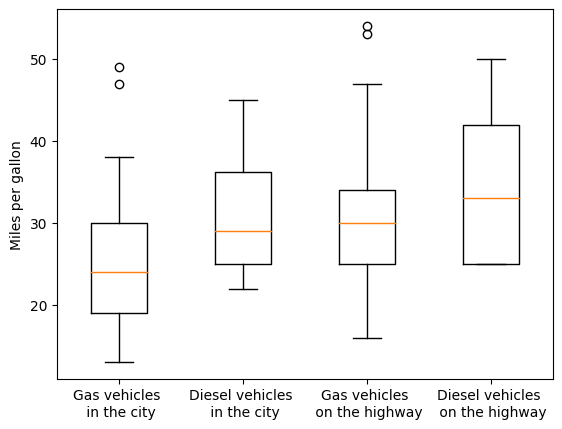 Miles per gallon
50
40
30
20
Gas vehicles
in the city
Diesel vehicles
in the city
Gas vehicles
on the highway
Diesel vehicles
on the highway